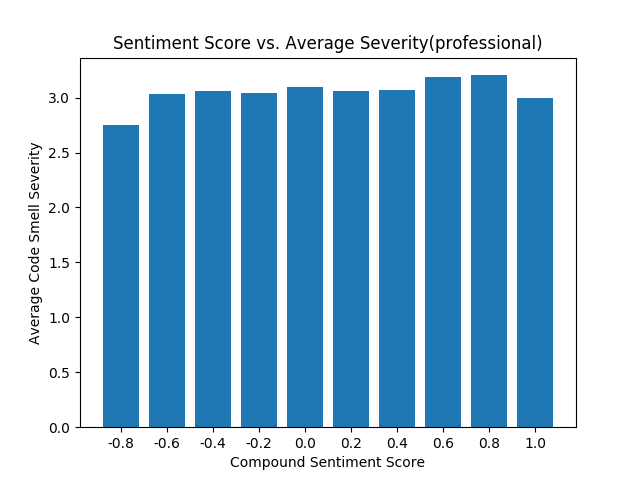 Sentiment Score vs. Average Severity(professional)
Average Code Smell Severity
3.0
2.5
2.0
1.5
1.0
0.5
0.0
-0.8 -0.6 -0.4 -0.2 0.0 0.2 0.4 0.6 0.8 1.0
Compound Sentiment Score